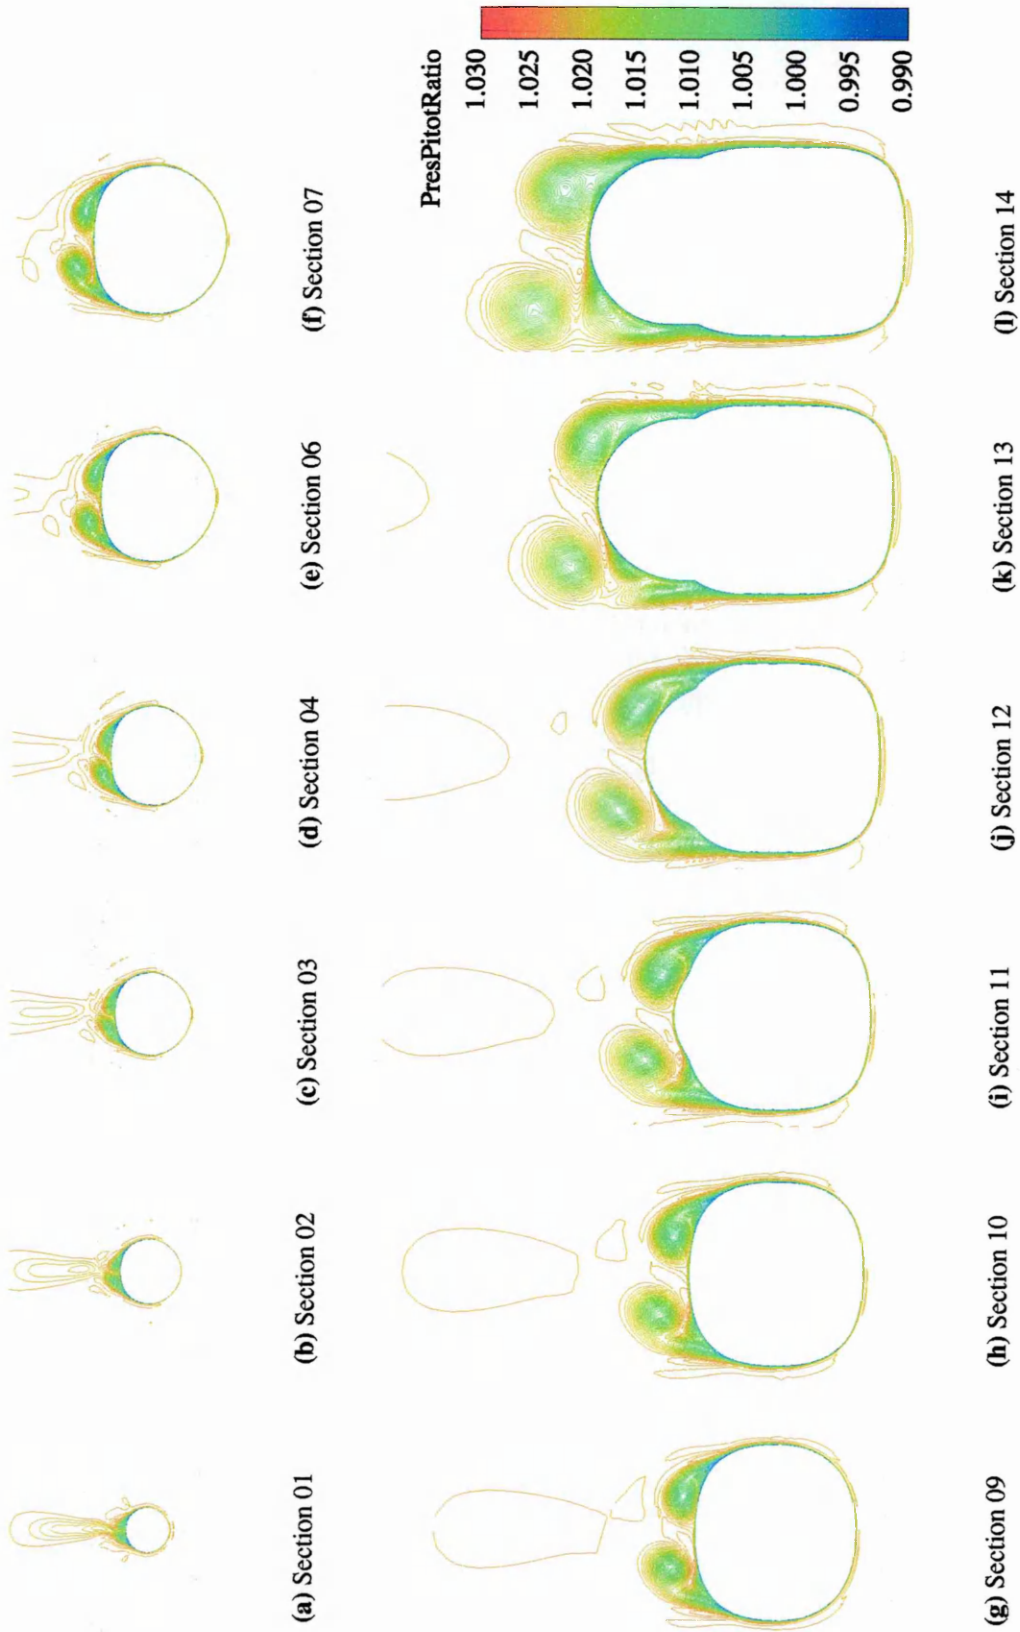 (a) Section 01
(b) Section 02
(c) Section 03
(d) Section 04
(e) Section 06
(f) Section 07
PresPitotRatio
1.030
1.025
1.020
1.015
1.010
1.005
1.000
0.995
0.990
(g) Section 09
(h) Section 10
(i) Section 11
(j) Section 12
(k) Section 13
(l) Section 14